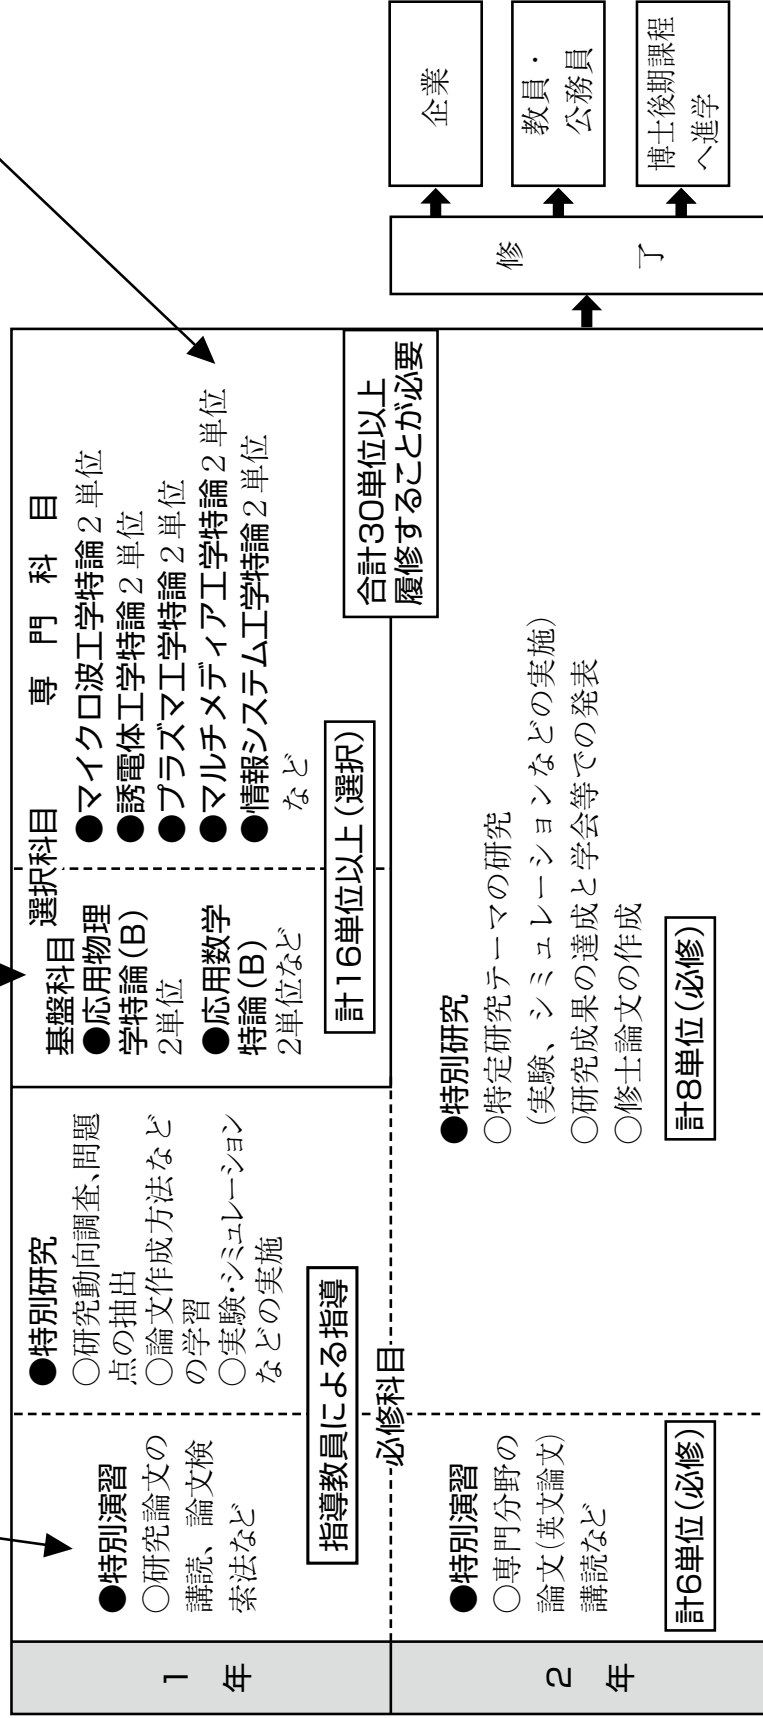 1年
●特別演習
○研究論文の
講読、論文検
索法など
●特別研究
○研究動向調査、問題
点の抽出
○論文作成方法など
の学習
○実験・シミュレーション
などの実施
指導教員による指導
必修科目
選択科目
基盤科目
●応用物理
学特論(B)
2単位
●応用数学
特論(B)
2単位など
専門科目
●マイクロ波工学特論２単位
●誘電体工学特論２単位
●プラズマ工学特論２単位
●マルチメディア工学特論２単位
●情報システム工学特論２単位
など
計16単位以上(選択)
合計30単位以上
履修することが必要
2年
●特別演習
○専門分野の
論文(英文論文)
講読など
計6単位(必修)
●特別研究
○特定研究テーマの研究
(実験、シミュレーションなどの実施)
○研究成果の達成と学会等での発表
○修士論文の作成
計8単位(必修)
修了
企業
教員・
公務員
博士後期課程
へ進学